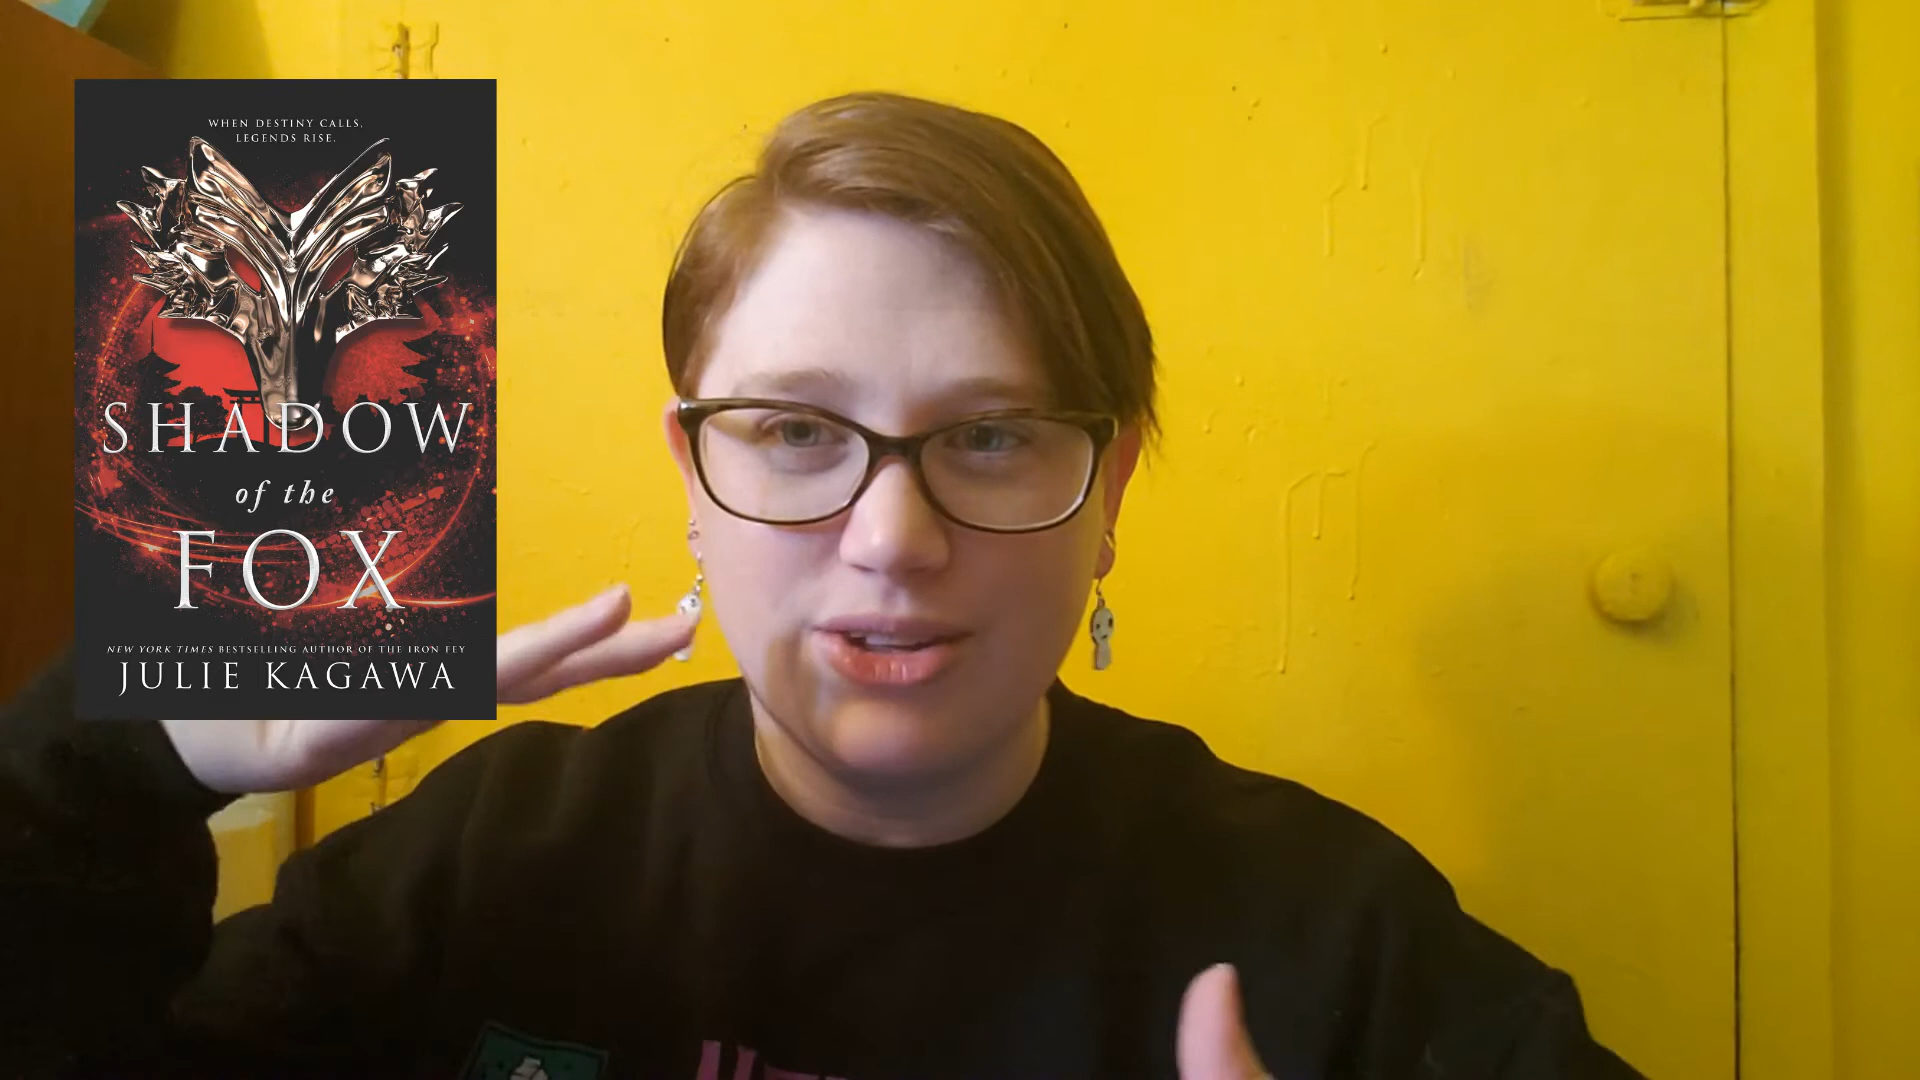 WHEN DESTINY CALLS,
LEGENDS RISE.
SHADOW
of the
FOX
NEW YORK TIMES BESTSELLING AUTHOR OF THE IRON FEY
JULIE KAGAWA